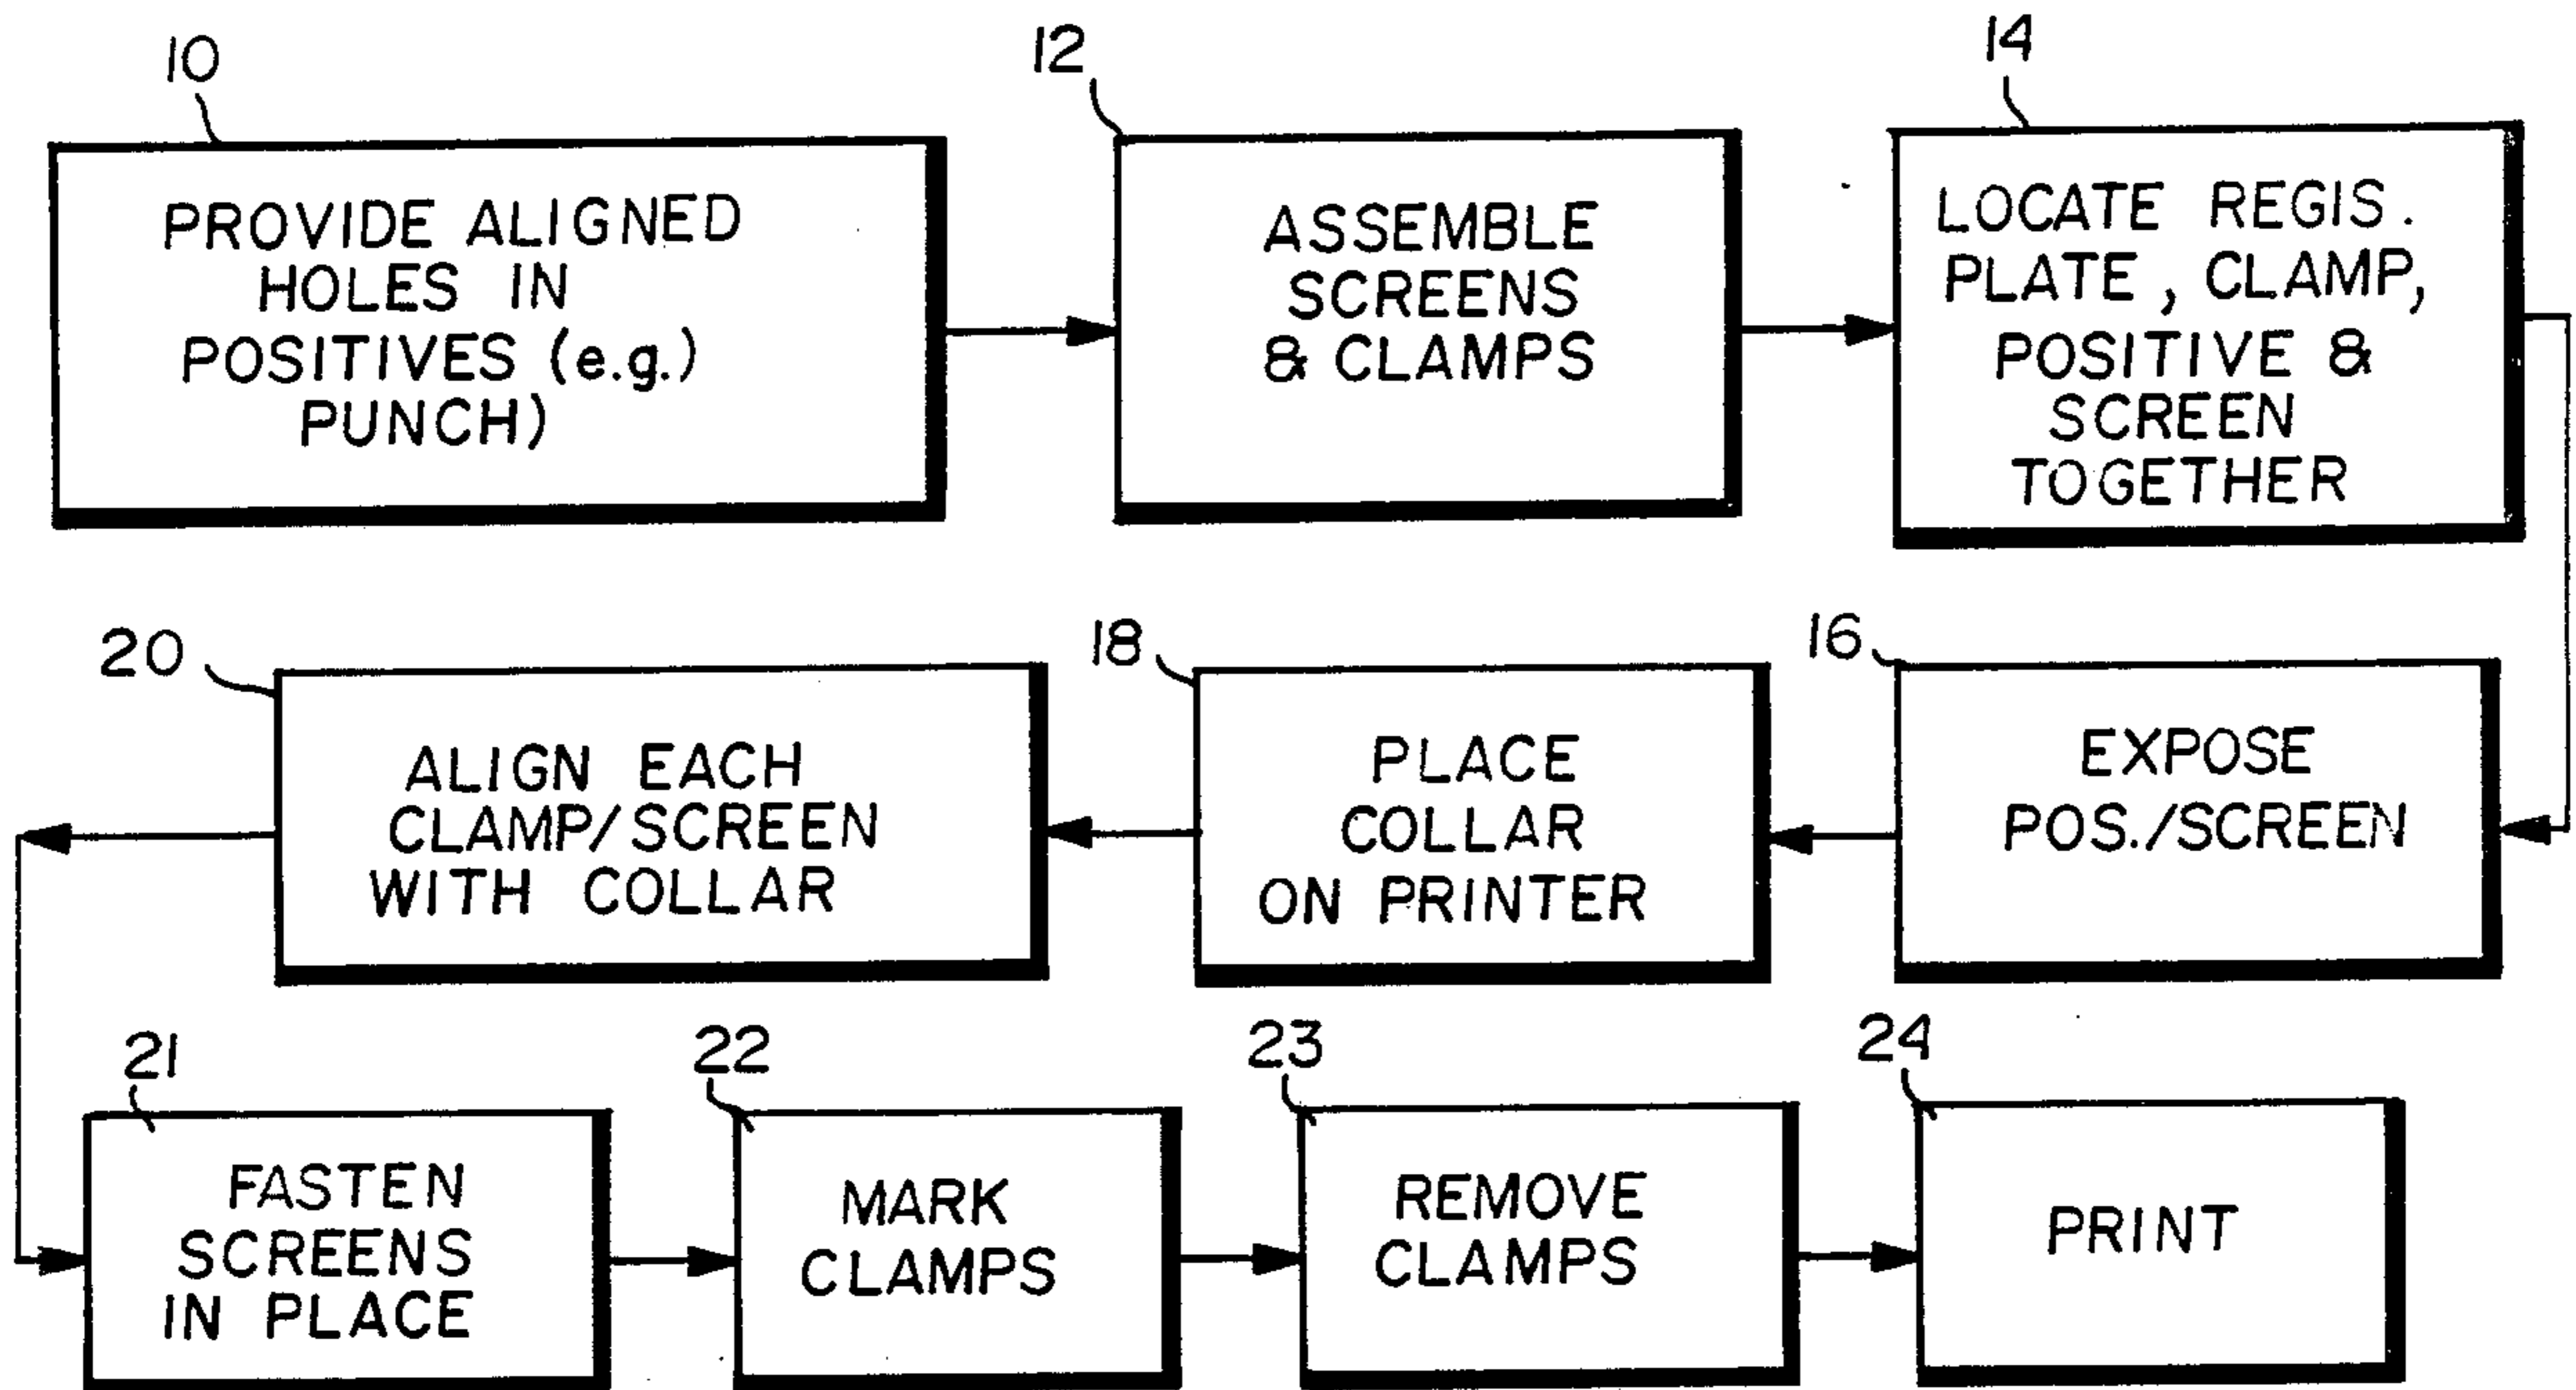 10
PROVIDE ALIGNED
HOLES IN
POSITIVES (e.g.)
PUNCH)
12
ASSEMBLE
SCREENS
& CLAMPS
14
LOCATE REGIS.
PLATE, CLAMP,
POSITIVE &
SCREEN
TOGETHER
16
EXPOSE
POS./SCREEN
18
PLACE
COLLAR
ON PRINTER
20
ALIGN EACH
CLAMP/SCREEN
WITH COLLAR
21
FASTEN
SCREENS
IN PLACE
22
MARK
CLAMPS
23
REMOVE
CLAMPS
24
PRINT